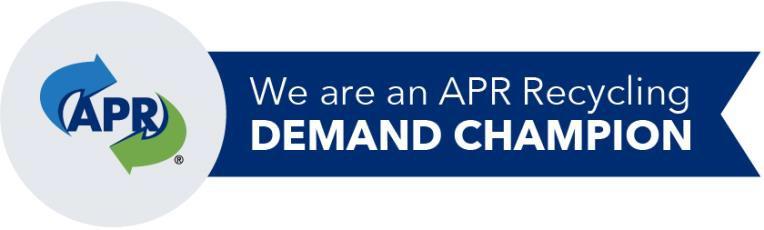 APR
®
We are an APR Recycling
DEMAND CHAMPION